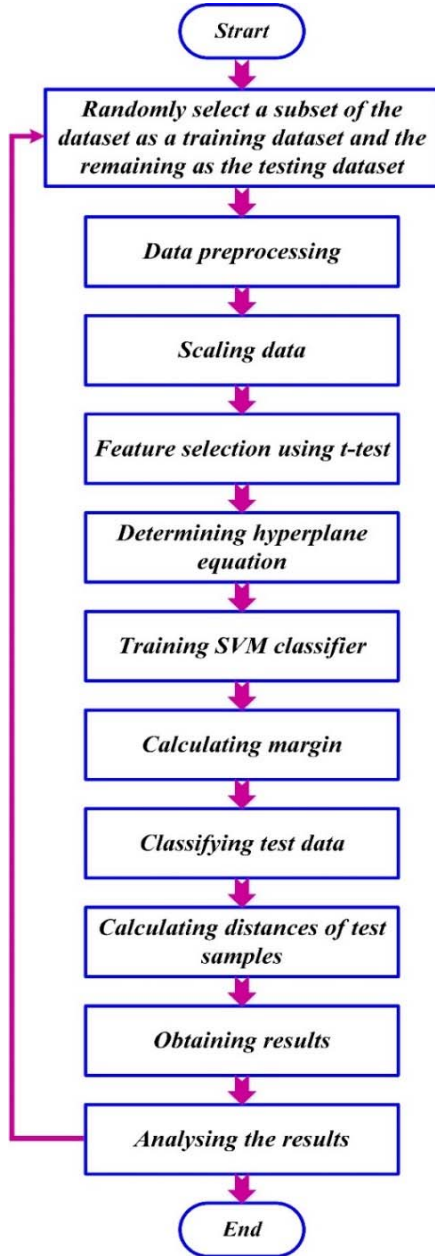 Strart
Randomly select a subset of the
dataset as a training dataset and the
remaining as the testing dataset
Data preprocessing
Scaling data
Feature selection using t-test
Determining hyperplane
equation
Training SVM classifier
Calculating margin
Classifying test data
Calculating distances of test
samples
Obtaining results
Analysing the results
End